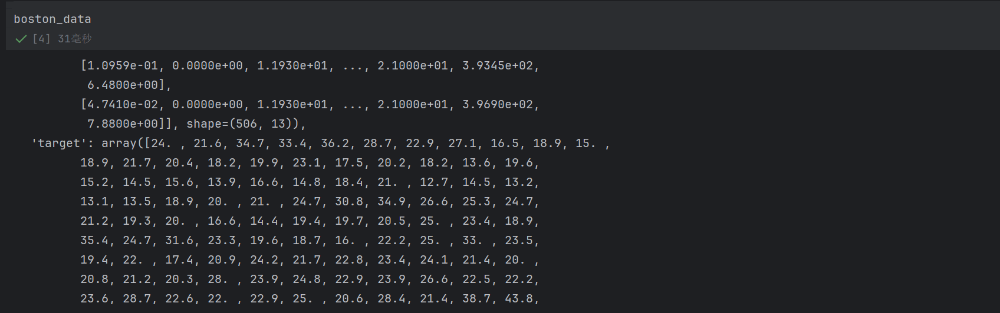 boston_data
[4] 31毫秒
[1.0959e-01, 0.0000e+00, 1.1930e+01, ..., 2.1000e+01, 3.9345e+02,
6.4800e+00],
[4.7410e-02, 0.0000e+00, 1.1930e+01, ..., 2.1000e+01, 3.9690e+02,
7.8800e+00]], shape=(506, 13)),
'target': array([24. , 21.6, 34.7, 33.4, 36.2, 28.7, 22.9, 27.1, 16.5, 18.9, 15. ,
18.9, 21.7, 20.4, 18.2, 19.9, 23.1, 17.5, 20.2, 18.2, 13.6, 19.6,
15.2, 14.5, 15.6, 13.9, 16.6, 14.8, 18.4, 21. , 12.7, 14.5, 13.2,
13.1, 13.5, 18.9, 20. , 21. , 24.7, 30.8, 34.9, 26.6, 25.3, 24.7,
21.2, 19.3, 20. , 16.6, 14.4, 19.4, 19.7, 20.5, 25. , 23.4, 18.9,
35.4, 24.7, 31.6, 23.3, 19.6, 18.7, 16. , 22.2, 25. , 33. , 23.5,
19.4, 22. , 17.4, 20.9, 24.2, 21.7, 22.8, 23.4, 24.1, 21.4, 20. ,
20.8, 21.2, 20.3, 28. , 23.9, 24.8, 22.9, 23.9, 26.6, 22.5, 22.2,
23.6, 28.7, 22.6, 22. , 22.9, 25. , 20.6, 28.4, 21.4, 38.7, 43.8,